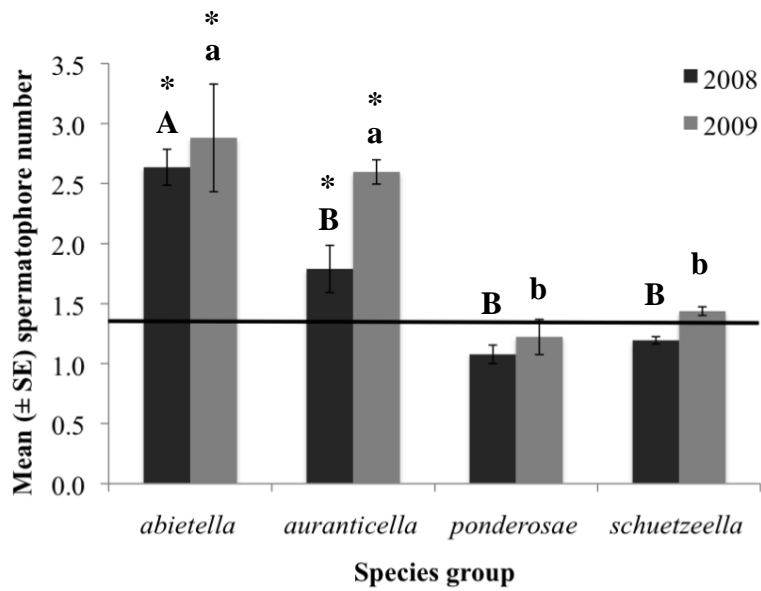 *
* a
3.5
* 2008
A *
3.0 a 2009
2.5 *
B
2.0
b
B b B
1.5
1.0
0.5
0.0
Mean (± SE) spermatophore number
abietella auranticella ponderosae schuetzeella
Species group